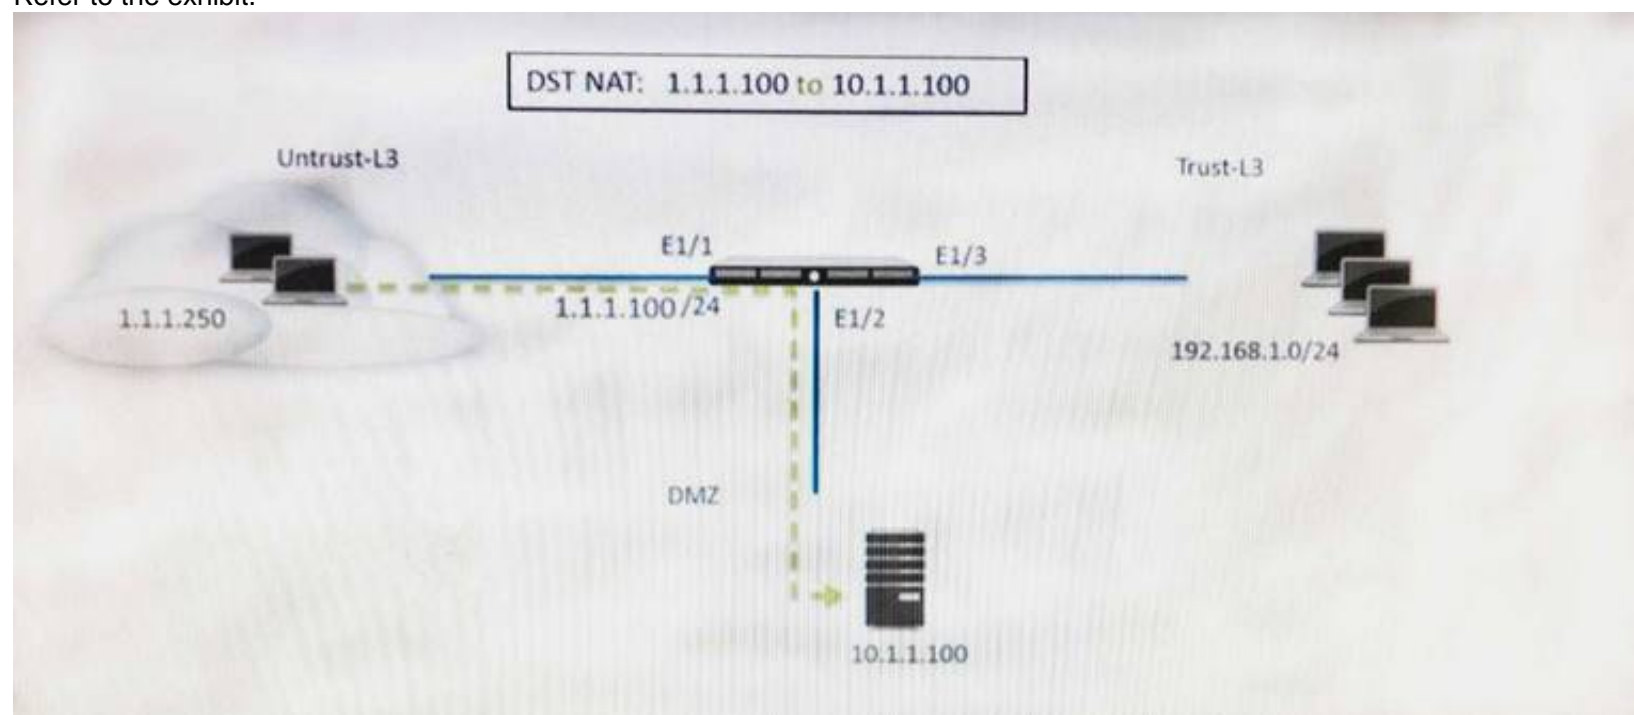 Refer to the exhibit.
DST NAT: 1.1.1.100 to 10.1.1.100
Untrust-L3
Trust-L3
E1/1
E1/3
1.1.1.250
1.1.1.100/24
E1/2
192.168.1.0/24
DMZ
10.1.1.100